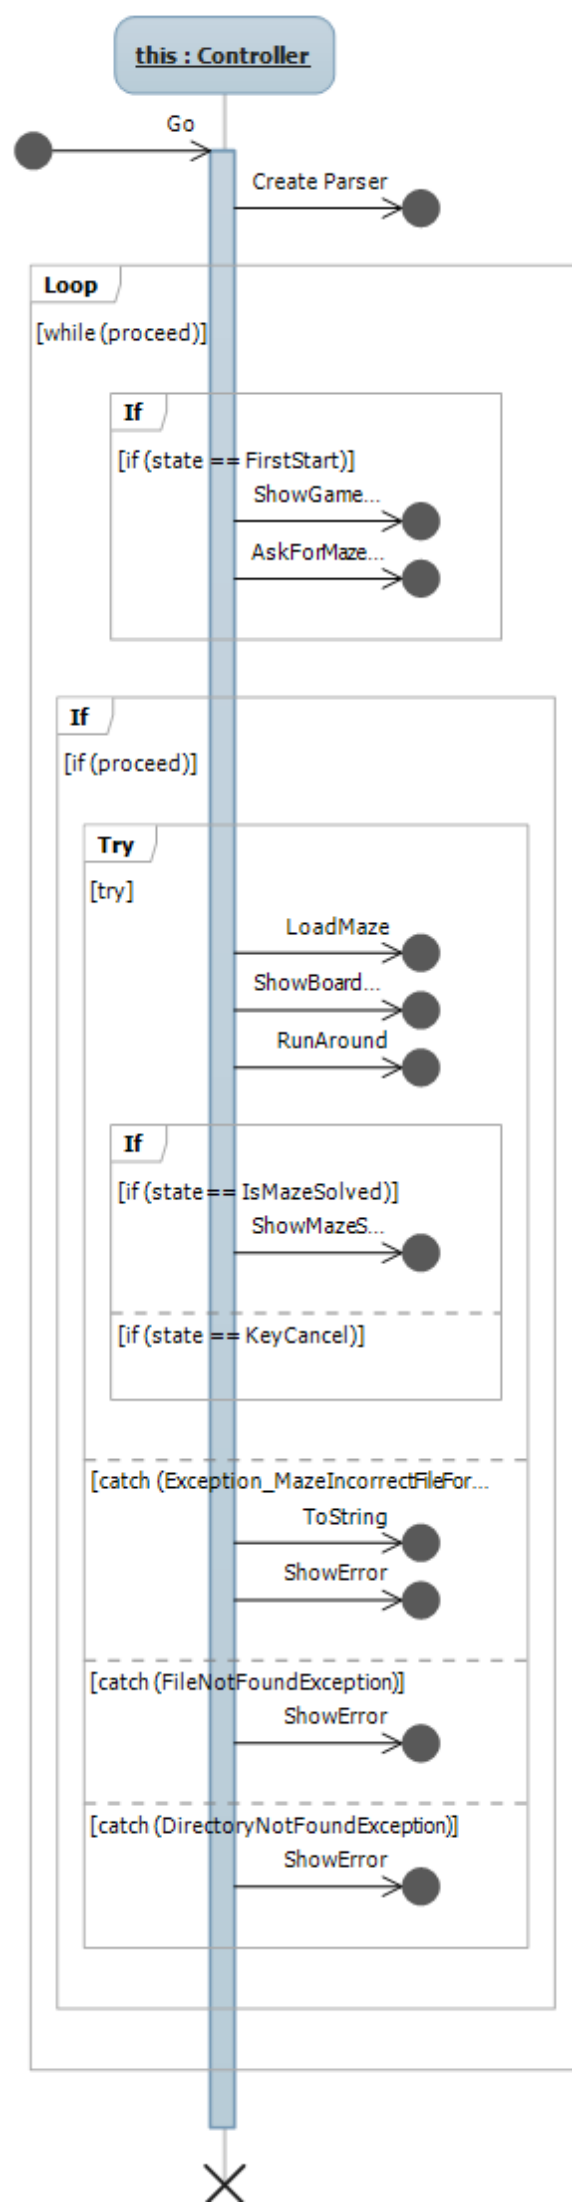 this : Controller
Go
Create Parser
Loop
[while (proceed)]
If
[if (state == FirstStart)]
ShowGame...
AskForMaze...
If
[if (proceed)]
Try
[try]
LoadMaze
ShowBoard...
RunAround
If
[if (state == IsMazeSolved)]
ShowMazeS...
[if (state == KeyCancel)]
[catch (Exception_MazeIncorrectFileFor...
ToString
ShowError
[catch (FileNotFoundException)]
ShowError
[catch (DirectoryNotFoundException)]
ShowError